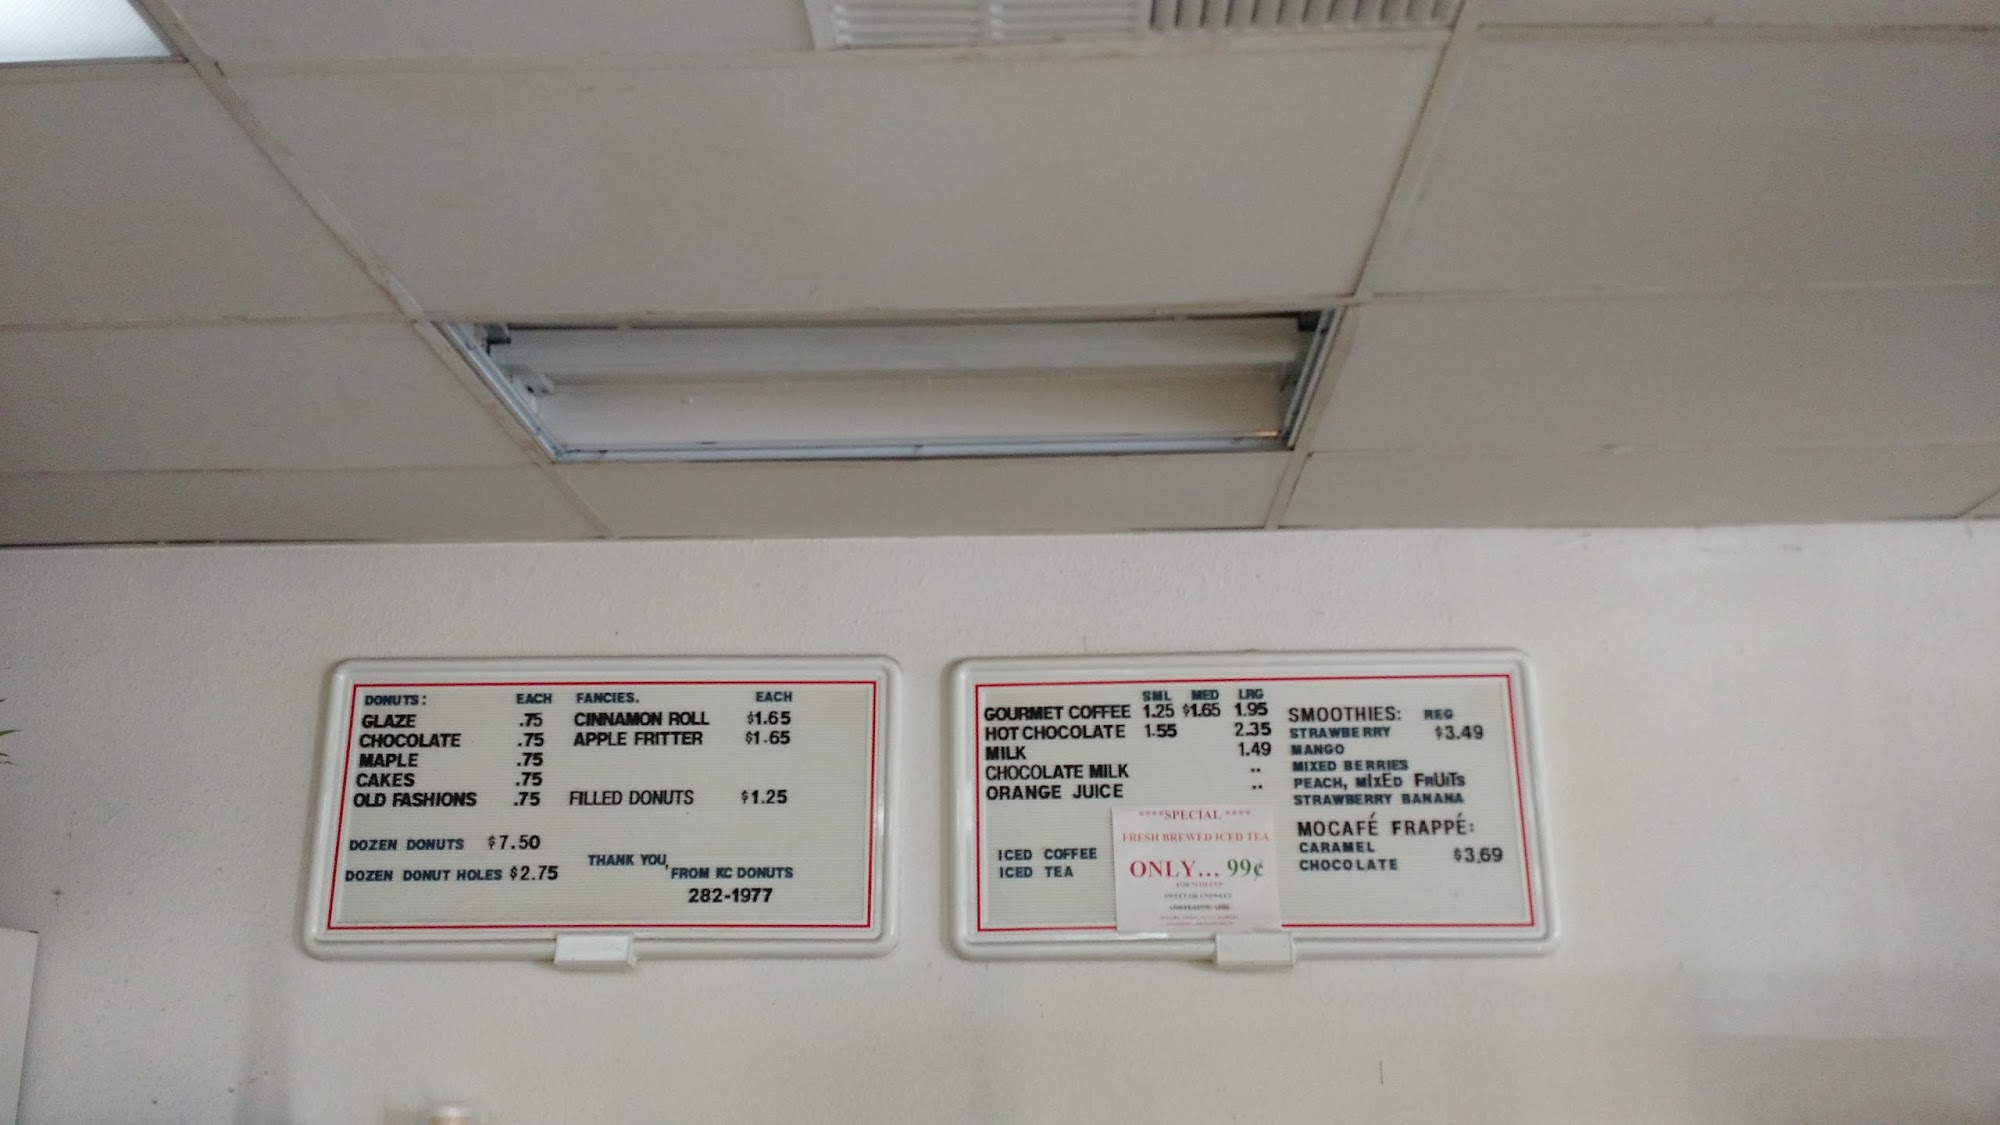 DONUTS: EACH
GLAZE .75
CHOCOLATE .75
MAPLE .75
CAKES .75
OLD FASHIONS .75
DOZEN DONUTS $7.50
DOZEN DONUT HOLES $2.75
FANCIES. EACH
CINNAMON ROLL $1.65
APPLE FRITTER $1.65
FILLED DONUTS $1.25
THANK YOU,
FROM KC DONUTS
282-1977
SML MED LRG
GOURMET COFFEE 1.25 $1.65 1.95
HOT CHOCOLATE 1.55 2.35
MILK 1.49
CHOCOLATE MILK ..
ORANGE JUICE ..
ICED COFFEE
ICED TEA
****SPECIAL ****
FRESH BREWED ICED TEA
ONLY... 99¢
SMOOTHIES: REG
STRAWBERRY $3.49
MANGO
MIXED BERRIES
PEACH, MIXED FRUITS
STRAWBERRY BANANA
MOCAFÉ FRAPPÉ:
CARAMEL
CHOCOLATE $3.69